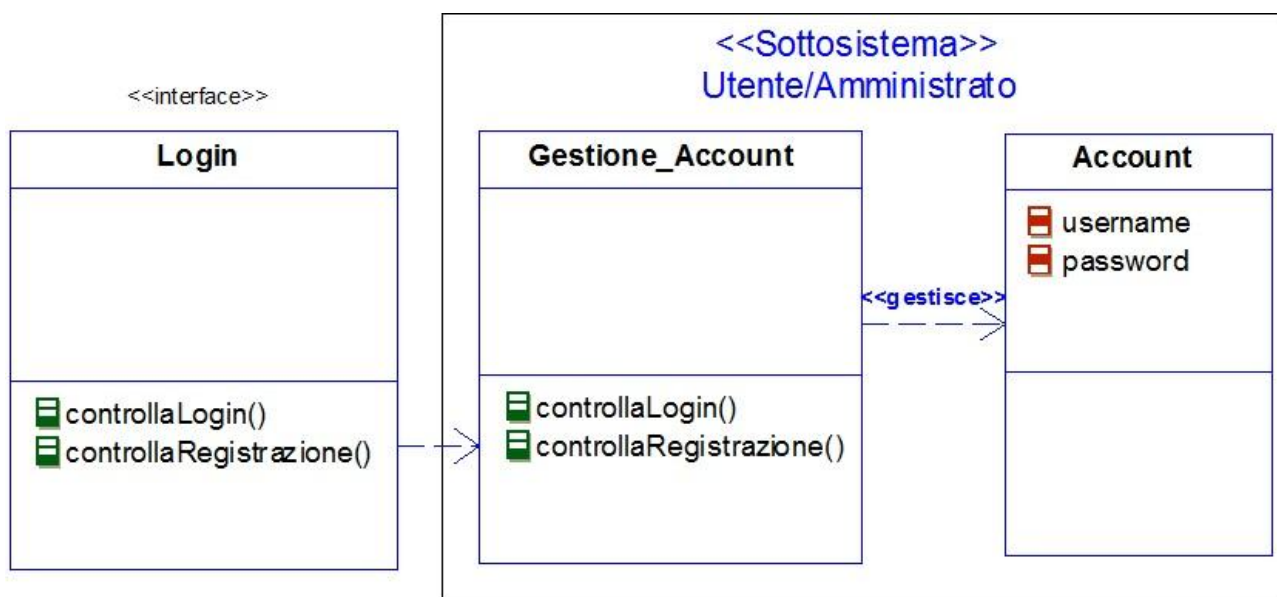 <<Sottosistema>>
Utente/Amministrato
<<interface>>
Login
controllaLogin()
controllaRegistrazione()
Gestione_Account
controllaLogin()
controllaRegistrazione()
<<gestisce>>
Account
username
password